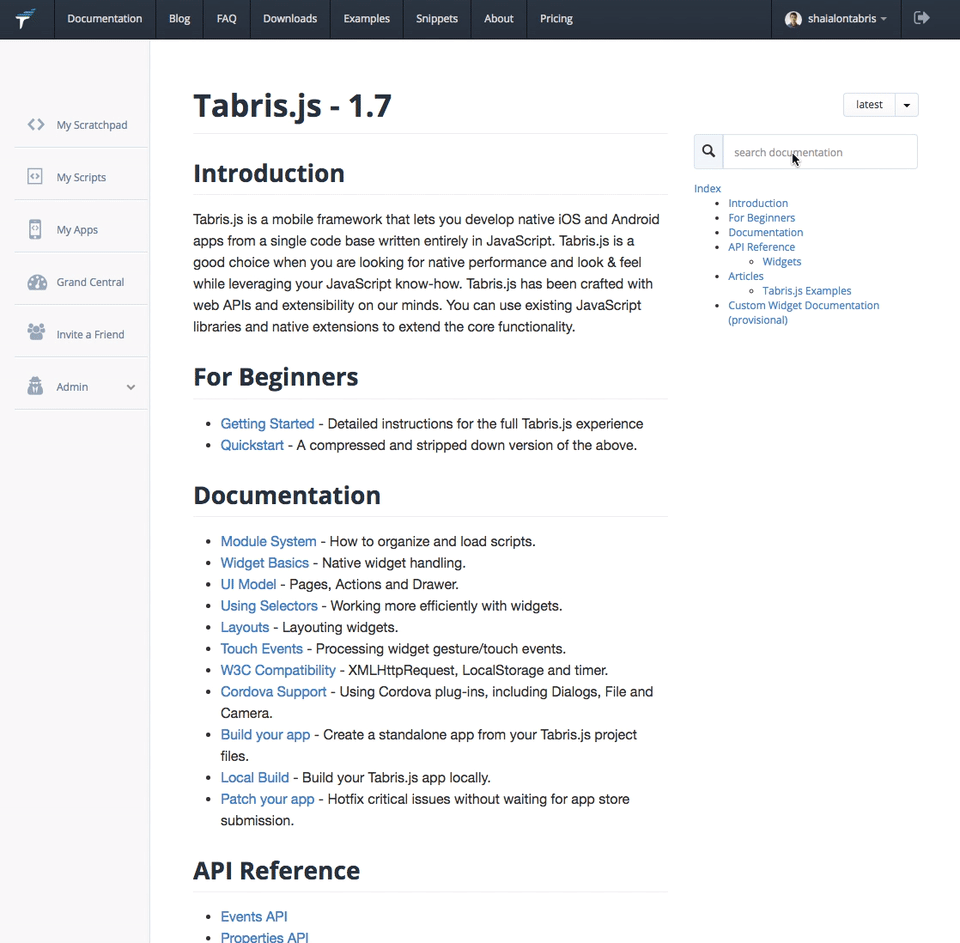 Documentation Blog FAQ Downloads Examples Snippets About Pricing shaialontabris
My Scratchpad
My Scripts
My Apps
Grand Central
Invite a Friend
Admin
Tabris.js - 1.7
Introduction
Tabris.js is a mobile framework that lets you develop native iOS and Android
apps from a single code base written entirely in JavaScript. Tabris.js is a
good choice when you are looking for native performance and look & feel
while leveraging your JavaScript know-how. Tabris.js has been crafted with
web APIs and extensibility on our minds. You can use existing JavaScript
libraries and native extensions to extend the core functionality.
For Beginners
Getting Started - Detailed instructions for the full Tabris.js experience
Quickstart - A compressed and stripped down version of the above.
Documentation
Module System - How to organize and load scripts.
Widget Basics - Native widget handling.
UI Model - Pages, Actions and Drawer.
Using Selectors - Working more efficiently with widgets.
Layouts - Layouting widgets.
Touch Events - Processing widget gesture/touch events.
W3C Compatibility - XMLHttpRequest, LocalStorage and timer.
Cordova Support - Using Cordova plug-ins, including Dialogs, File and
Camera.
Build your app - Create a standalone app from your Tabris.js project
files.
Local Build - Build your Tabris.js app locally.
Patch your app - Hotfix critical issues without waiting for app store
submission.
API Reference
Events API
Properties API
latest
search documentation
Index
Introduction
For Beginners
Documentation
API Reference
Widgets
Articles
Tabris.js Examples
Custom Widget Documentation
(provisional)